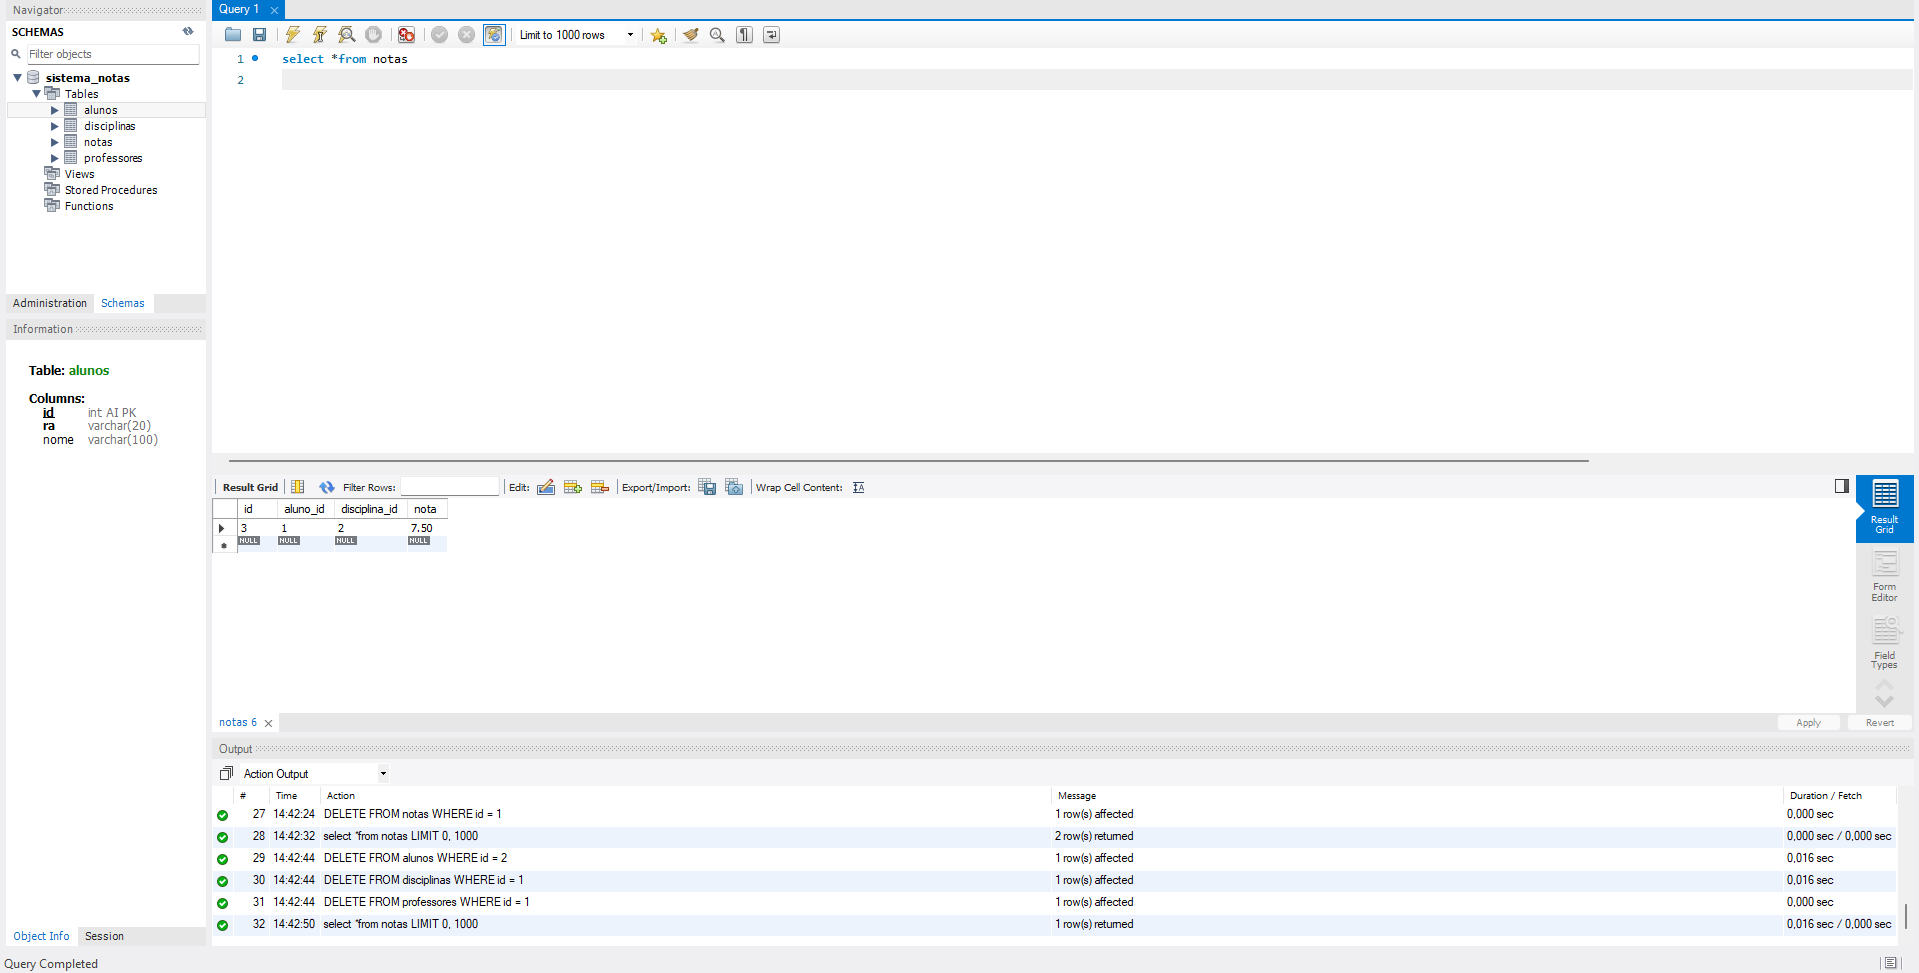 Navigator
SCHEMAS
Filter objects
sistema_notas
Tables
alunos
disciplinas
notas
professores
Views
Stored Procedures
Functions
Administration Schemas
Information
Table: alunos
Columns:
id int AI PK
ra varchar(20)
nome varchar(100)
Object Info Session
Query Completed
Query 1
Limit to 1000 rows
1 select *from notas
2
Result Grid Filter Rows: Edit: Export/Import: Wrap Cell Content:
id aluno_id disciplina_id nota
3 1 2 7.50
NULL NULL NULL NULL
Result
Grid
Form
Editor
Field
Types
notas 6
Apply Revert
Output
Action Output
# Time Action Message Duration / Fetch
27 14:42:24 DELETE FROM notas WHERE id = 1 1 row(s) affected 0,000 sec
28 14:42:32 select *from notas LIMIT 0, 1000 2 row(s) returned 0,000 sec / 0,000 sec
29 14:42:44 DELETE FROM alunos WHERE id = 2 1 row(s) affected 0,016 sec
30 14:42:44 DELETE FROM disciplinas WHERE id = 1 1 row(s) affected 0,016 sec
31 14:42:44 DELETE FROM professores WHERE id = 1 1 row(s) affected 0,000 sec
32 14:42:50 select *from notas LIMIT 0, 1000 1 row(s) returned 0,016 sec / 0,000 sec